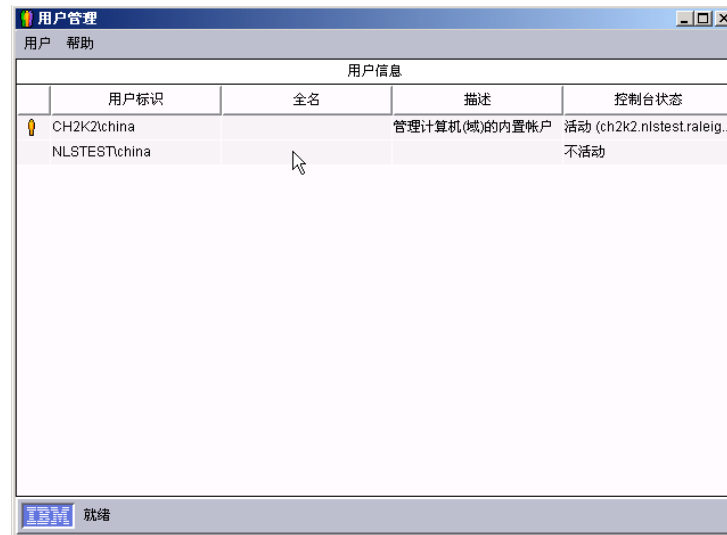 用户管理
用户 帮助
用户信息
用户标识 全名 描述 控制台状态
CH2K2\china 管理计算机(域)的内置帐户 活动 (ch2k2.nlstest.raleig...
NLSTEST\china 不活动
IBM 就绪